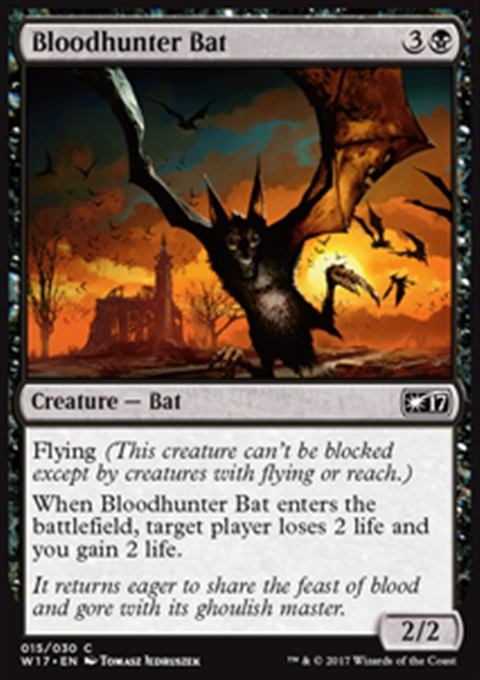 Bloodhunter Bat 3
Creature — Bat
17
Flying (This creature can't be blocked
except by creatures with flying or reach.)
When Bloodhunter Bat enters the
battlefield, target player loses 2 life and
you gain 2 life.
It returns eager to share the feast of blood
and gore with its ghoulish master.
2/2
015/030 C
W17 • EN Tomasz Jedruszek
™ & © 2017 Wizards of the Coast